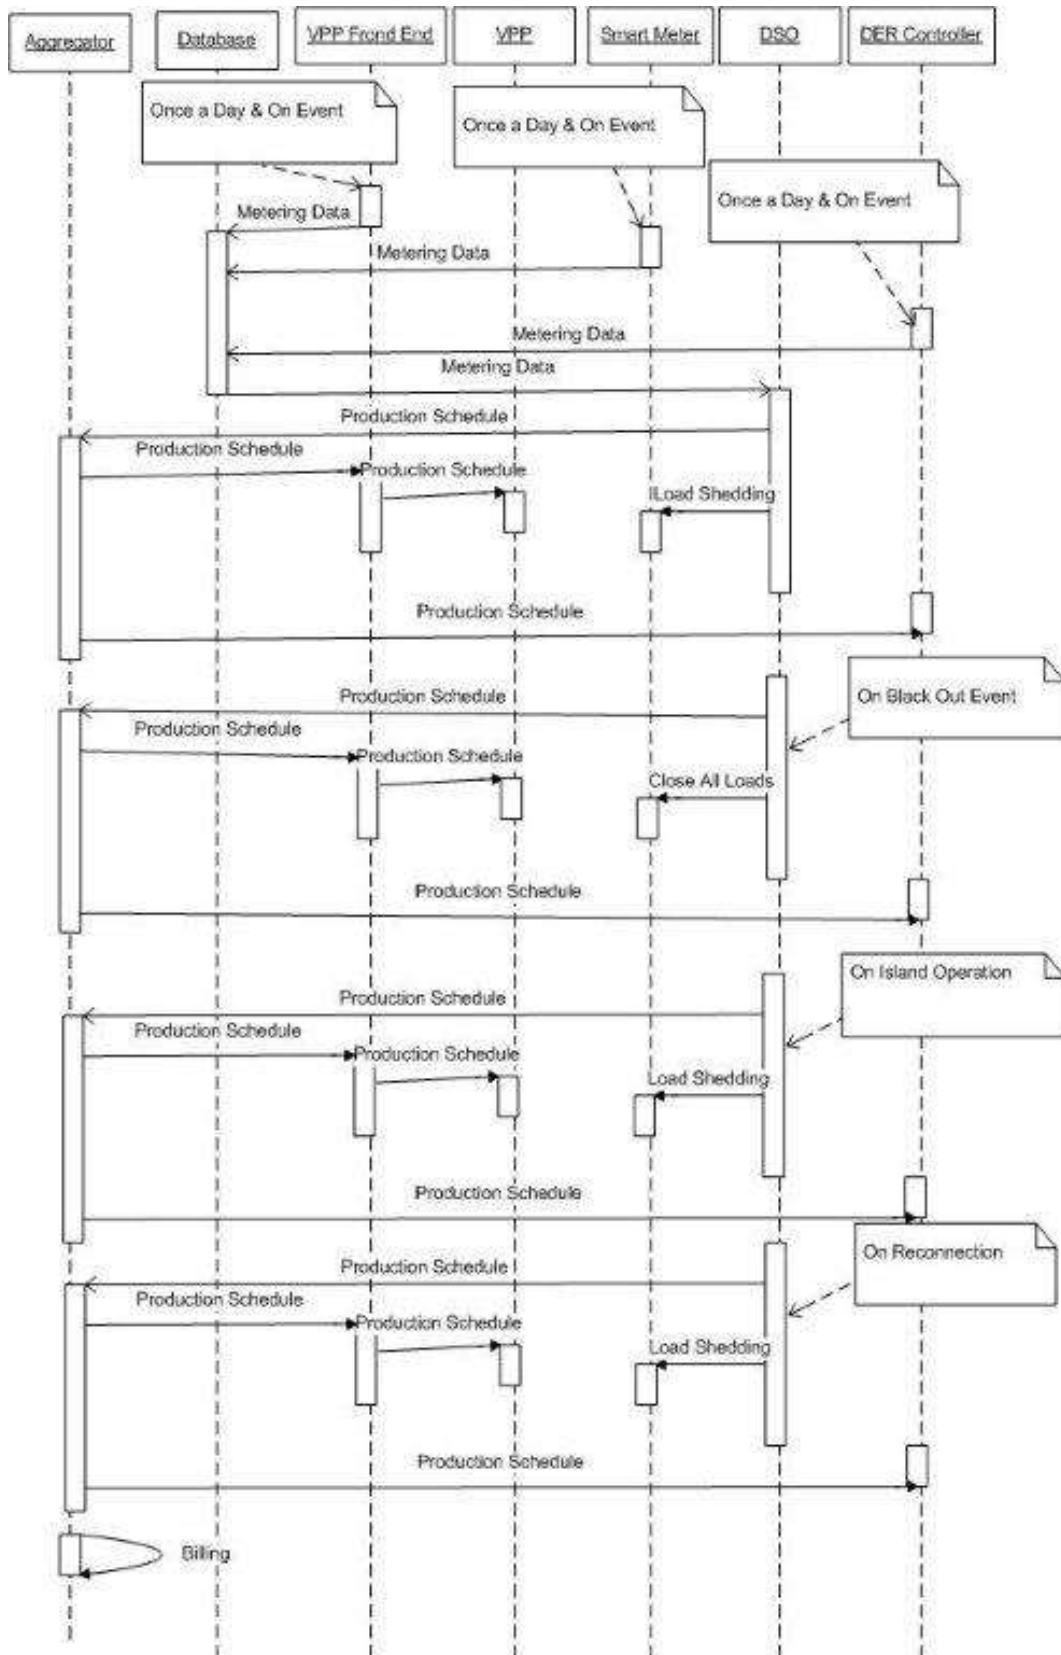 Aggregator
Database
VPP Frond End
VPP
Smart Meter
DSO
DER Controller
Once a Day & On Event
Once a Day & On Event
Once a Day & On Event
Metering Data
Metering Data
Metering Data
Metering Data
Production Schedule
Production Schedule
Production Schedule
Load Shedding
Production Schedule
On Black Out Event
Production Schedule
Production Schedule
Production Schedule
Close All Loads
Production Schedule
On Island Operation
Production Schedule
Production Schedule
Production Schedule
Load Shedding
Production Schedule
On Reconnection
Production Schedule
Production Schedule
Production Schedule
Load Shedding
Production Schedule
Billing